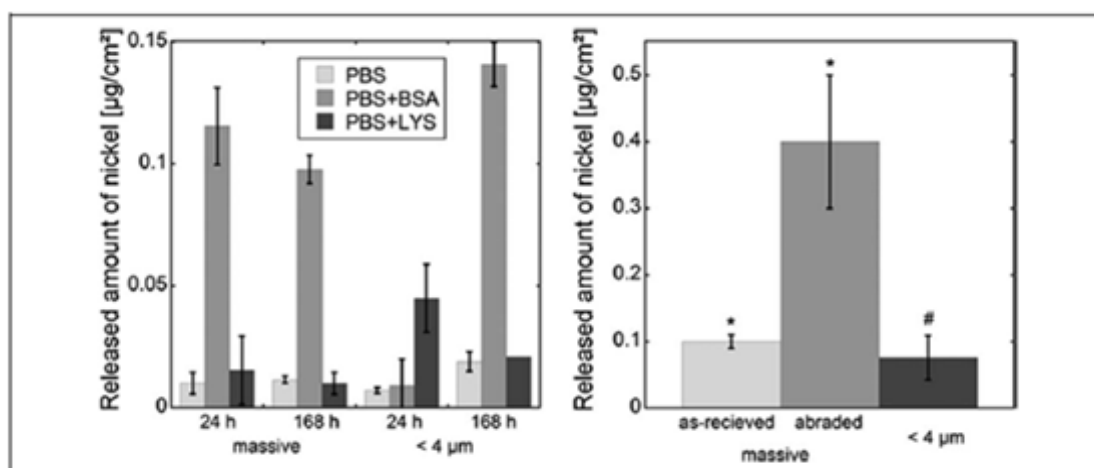 Released amount of nickel [µg/cm²]
0.15
0.1
0.05
0
PBS
PBS+BSA
PBS+LYS
24 h 168 h 24 h 168 h
massive < 4 µm
Released amount of nickel [µg/cm²]
0.5
0.4
0.3
0.2
0.1
0
*
*
#
as-recieved abraded < 4 µm
massive